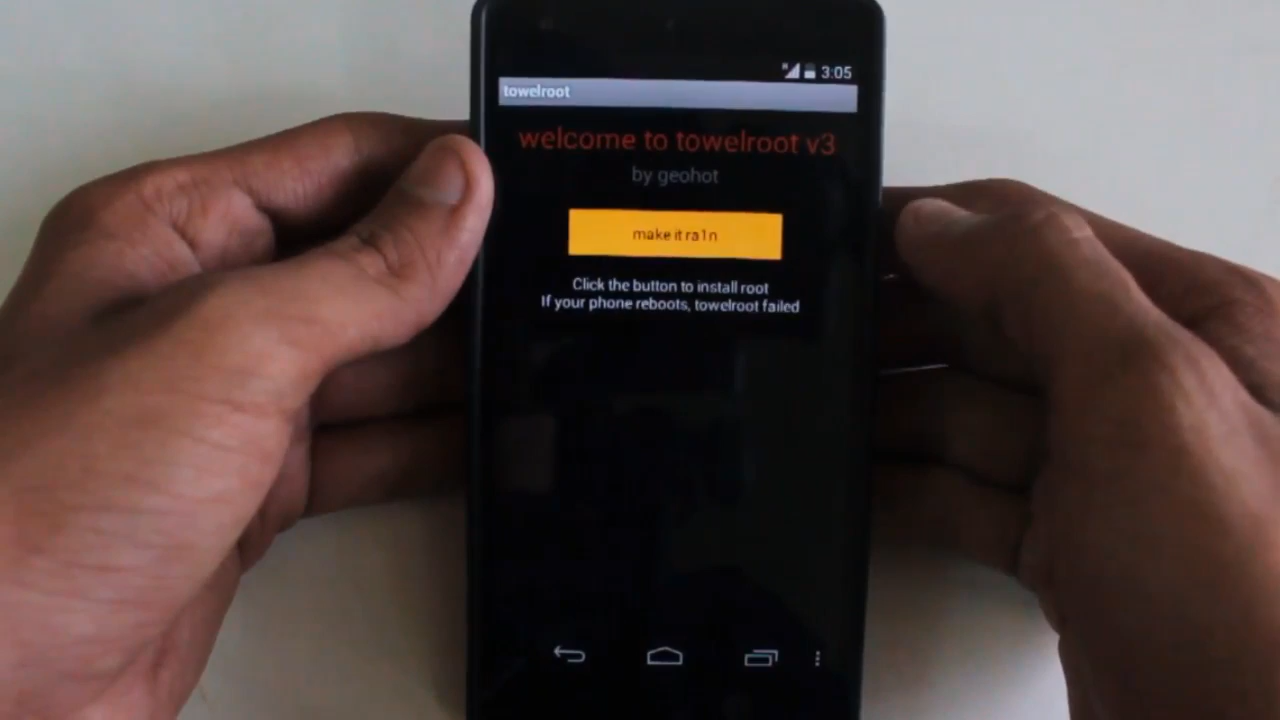 3:05
towelroot
welcome to towelroot v3
by geohot
make it ra1n
Click the button to install root
If your phone reboots, towelroot failed